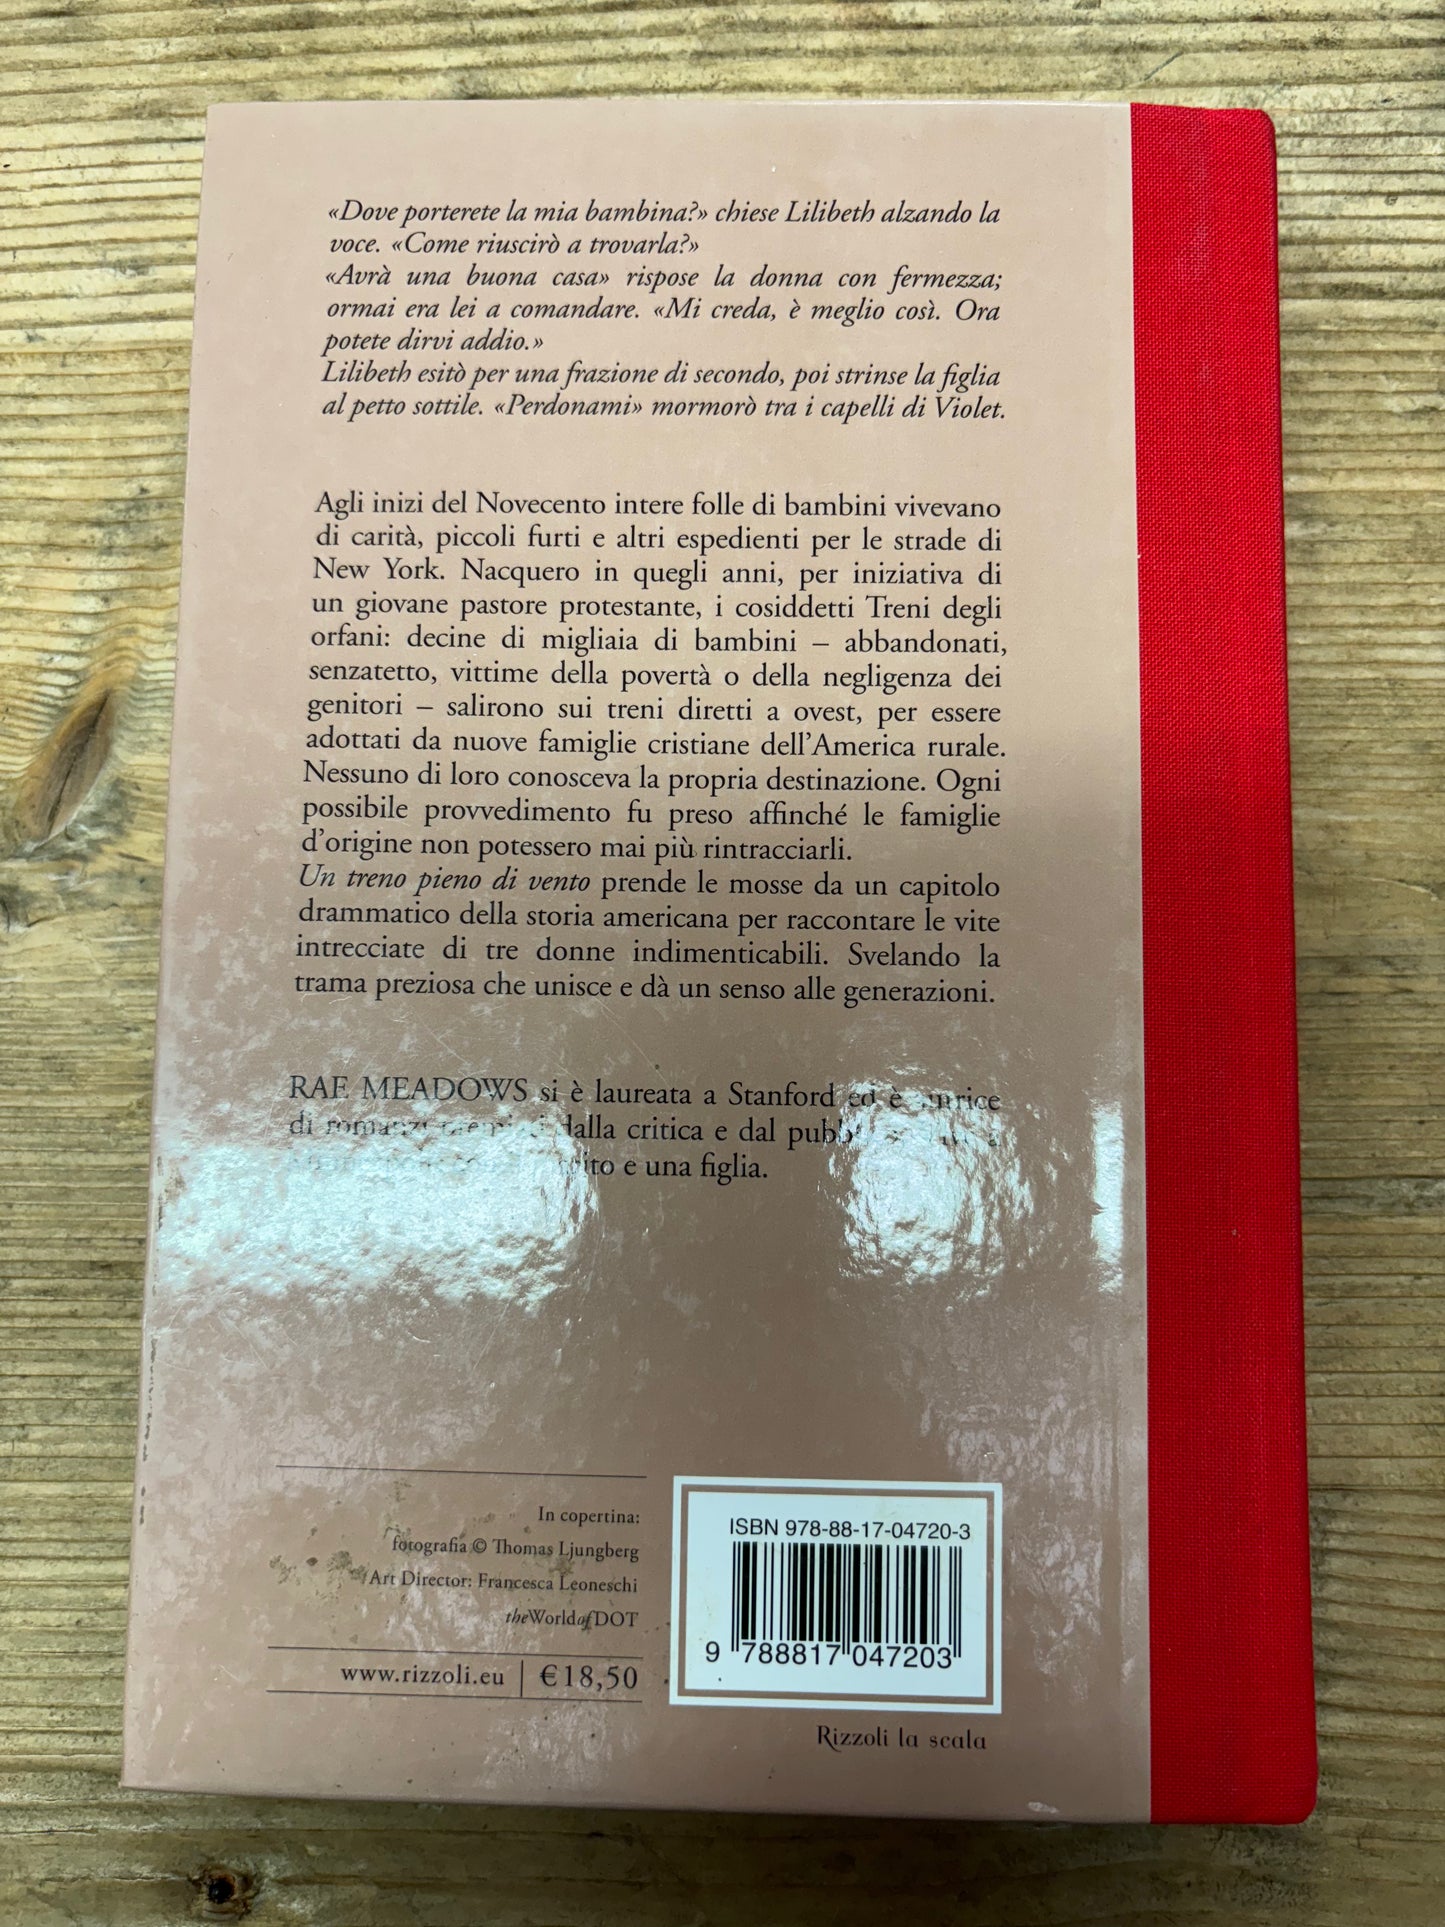 «Dove porterete la mia bambina?» chiese Lilibeth alzando la
voce. «Come riuscirò a trovarla?»
«Avrà una buona casa» rispose la donna con fermezza;
ormai era lei a comandare. «Mi creda, è meglio così. Ora
potete dirvi addio.»
Lilibeth esitò per una frazione di secondo, poi strinse la figlia
al petto sottile. «Perdonami» mormorò tra i capelli di Violet.
Agli inizi del Novecento intere folle di bambini vivevano
di carità, piccoli furti e altri espedienti per le strade di
New York. Nacquero in quegli anni, per iniziativa di
un giovane pastore protestante, i cosiddetti Treni degli
orfani: decine di migliaia di bambini – abbandonati,
senzatetto, vittime della povertà o della negligenza dei
genitori – salirono sui treni diretti a ovest, per essere
adottati da nuove famiglie cristiane dell'America rurale.
Nessuno di loro conosceva la propria destinazione. Ogni
possibile provvedimento fu preso affinché le famiglie
d'origine non potessero mai più rintracciarli.
Un treno pieno di vento prende le mosse da un capitolo
drammatico della storia americana per raccontare le vite
intrecciate di tre donne indimenticabili. Svelando la
trama preziosa che unisce e dà un senso alle generazioni.
RAE MEADOWS si è laureata a Stanford ed è autrice
di romanzi premiati dalla critica e dal
e una figlia.
In copertina:
fotografia © Thomas Ljungberg
Art Director: Francesca Leoneschi
theWorldofDOT
www.rizzoli.eu | €18,50
ISBN 978-88-17-04720-3
9 788817 047203
Rizzoli la scala